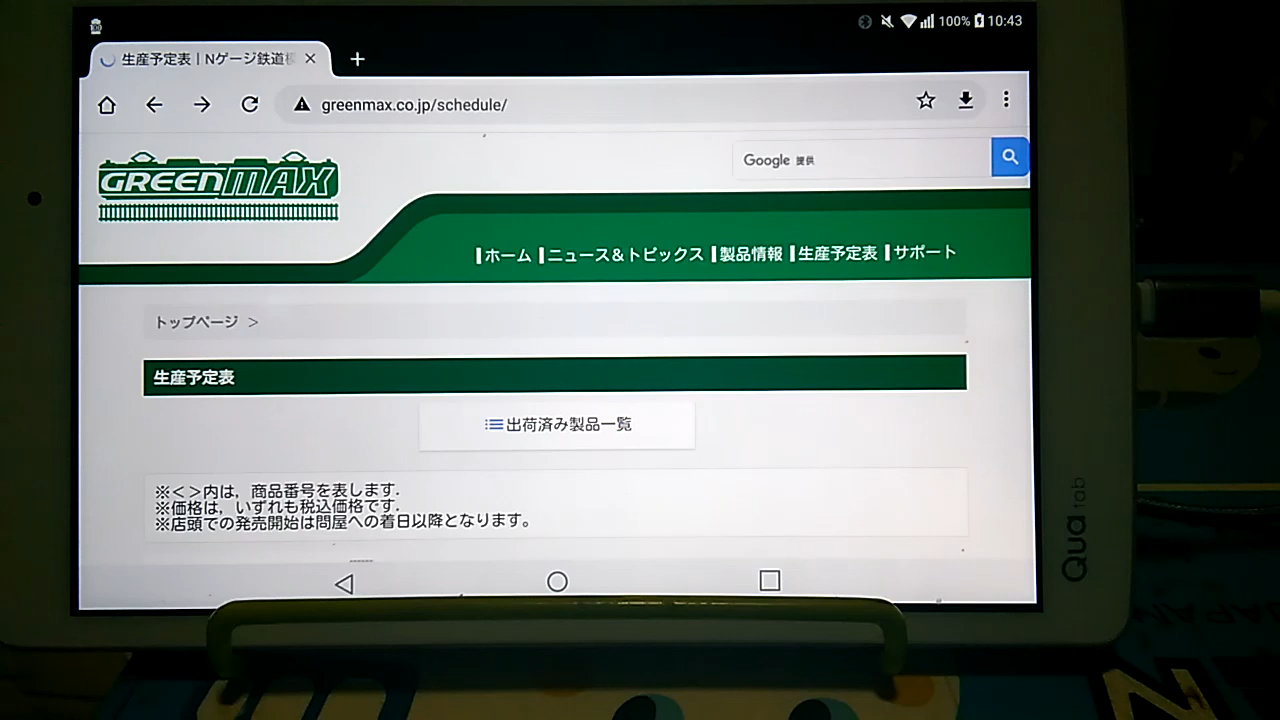 100% 10:43
生産予定表 | Nゲージ鉄道模
greenmax.co.jp/schedule/
GREENMAX
Google 提供
ホーム ニュース&トピックス 製品情報 生産予定表 サポート
トップページ >
生産予定表
出荷済み製品一覧
※< >内は, 商品番号を表します.
※価格は, いずれも税込価格です.
※店頭での発売開始は問屋への着日以降となります。
Qua tab